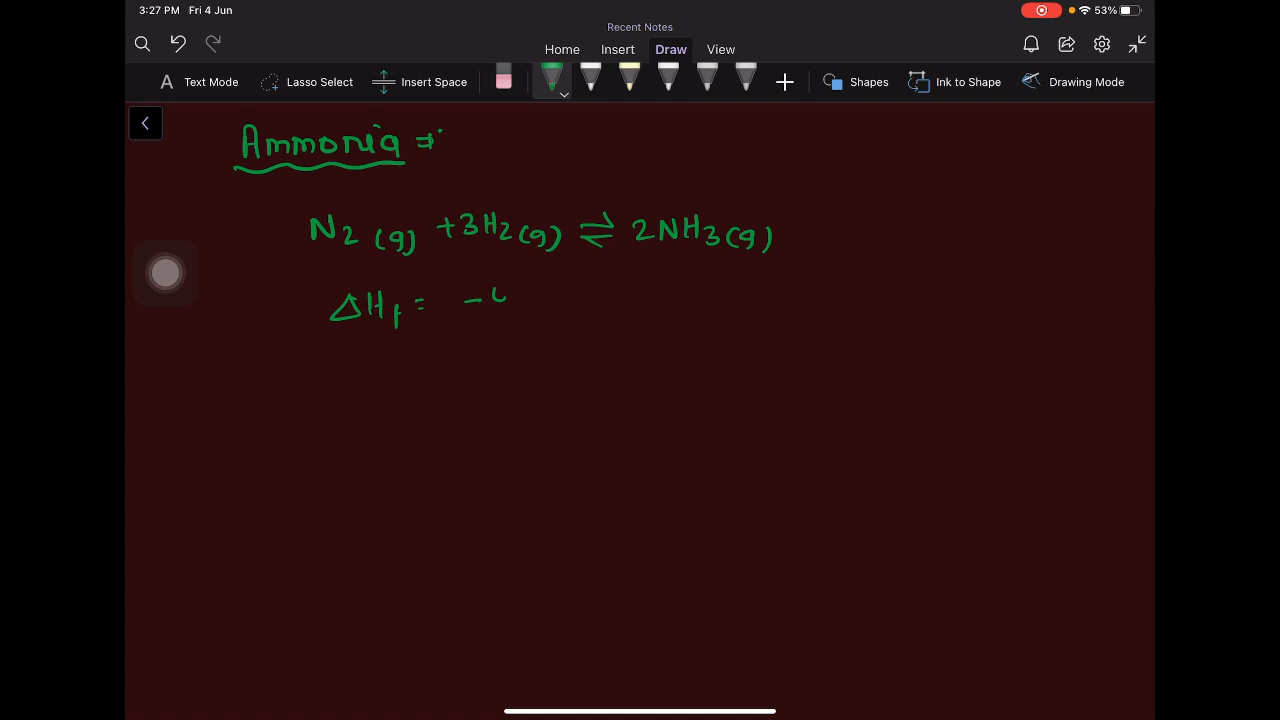 3:27 PM Fri 4 Jun
53%
Recent Notes
Home Insert Draw View
Text Mode Lasso Select Insert Space Shapes Ink to Shape Drawing Mode
Ammonia ⇒
N2 (g) + 3H2(g) ⇌ 2NH3(g)
ΔHf = -